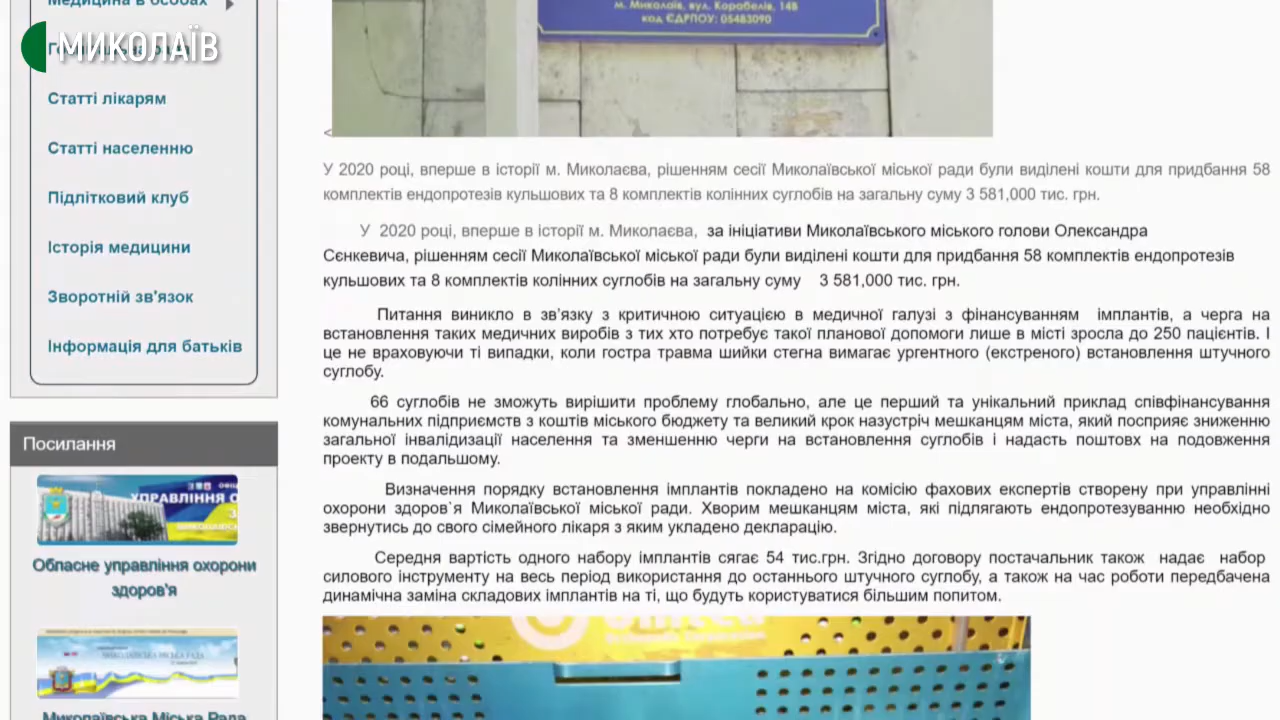 Медицина в особах
МИКОЛАЇВ
Статті лікарям
Статті населенню
Підлітковий клуб
Історія медицини
Зворотній зв'язок
Інформація для батьків
Посилання
УПРАВЛІННЯ О
Обласне управління охорони
здоров'я
МИКОЛАЇВСЬКА МІСЬКА РАДА
Миколаївська Міська Рада
м. Миколаїв, вул. Корабелів, 14В
код ЄДРПОУ: 05483090
<
У 2020 році, вперше в історії м. Миколаєва, рішенням сесії Миколаївської міської ради були виділені кошти для придбання 58
комплектів ендопротезів кульшових та 8 комплектів колінних суглобів на загальну суму 3 581,000 тис. грн.
У 2020 році, вперше в історії м. Миколаєва, за ініціативи Миколаївського міського голови Олександра
Сєнкевича, рішенням сесії Миколаївської міської ради були виділені кошти для придбання 58 комплектів ендопротезів
кульшових та 8 комплектів колінних суглобів на загальну суму 3 581,000 тис. грн.
Питання виникло в зв’язку з критичною ситуацією в медичної галузі з фінансуванням імплантів, а черга на
встановлення таких медичних виробів з тих хто потребує такої планової допомоги лише в місті зросла до 250 пацієнтів. І
це не враховуючи ті випадки, коли гостра травма шийки стегна вимагає ургентного (екстреного) встановлення штучного
суглобу.
66 суглобів не зможуть вирішити проблему глобально, але це перший та унікальний приклад співфінансування
комунальних підприємств з коштів міського бюджету та великий крок назустріч мешканцям міста, який посприяє зниженню
загальної інвалідизації населення та зменшенню черги на встановлення суглобів і надасть поштовх на подовження
проекту в подальшому.
Визначення порядку встановлення імплантів покладено на комісію фахових експертів створену при управлінні
охорони здоров`я Миколаївської міської ради. Хворим мешканцям міста, які підлягають ендопротезуванню необхідно
звернутись до свого сімейного лікаря з яким укладено декларацію.
Середня вартість одного набору імплантів сягає 54 тис.грн. Згідно договору постачальник також надає набор
силового інструменту на весь період використання до останнього штучного суглобу, а також на час роботи передбачена
динамічна заміна складових імплантів на ті, що будуть користуватися більшим попитом.